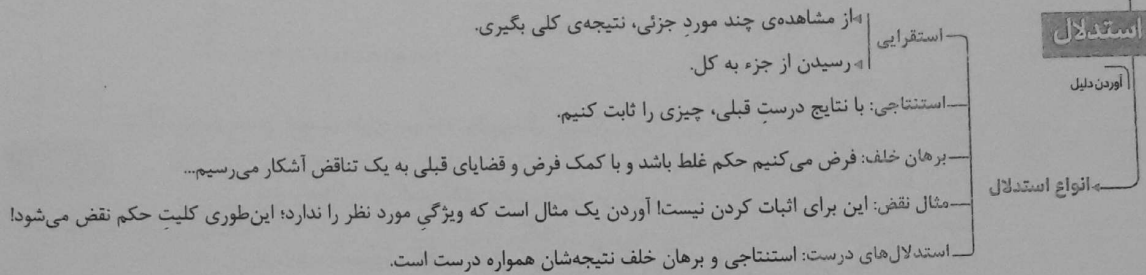 استدلال
آوردن دلیل
انواع استدلال
استقرایی
از مشاهده‌ی چند موردِ جزئی، نتیجه‌ی کلی بگیری.
رسیدن از جزء به کل.
استنتاجی: با نتایج درستِ قبلی، چیزی را ثابت کنیم.
برهان خلف: فرض می‌کنیم حکم غلط باشد و با کمک فرض و قضایای قبلی به یک تناقض آشکار می‌رسیم...
مثال نقض: این برای اثبات کردن نیست! آوردن یک مثال است که ویژگیِ مورد نظر را ندارد؛ این‌طوری کلیتِ حکم نقض می‌شود!
استدلال‌های درست: استنتاجی و برهان خلف نتیجه‌شان همواره درست است.